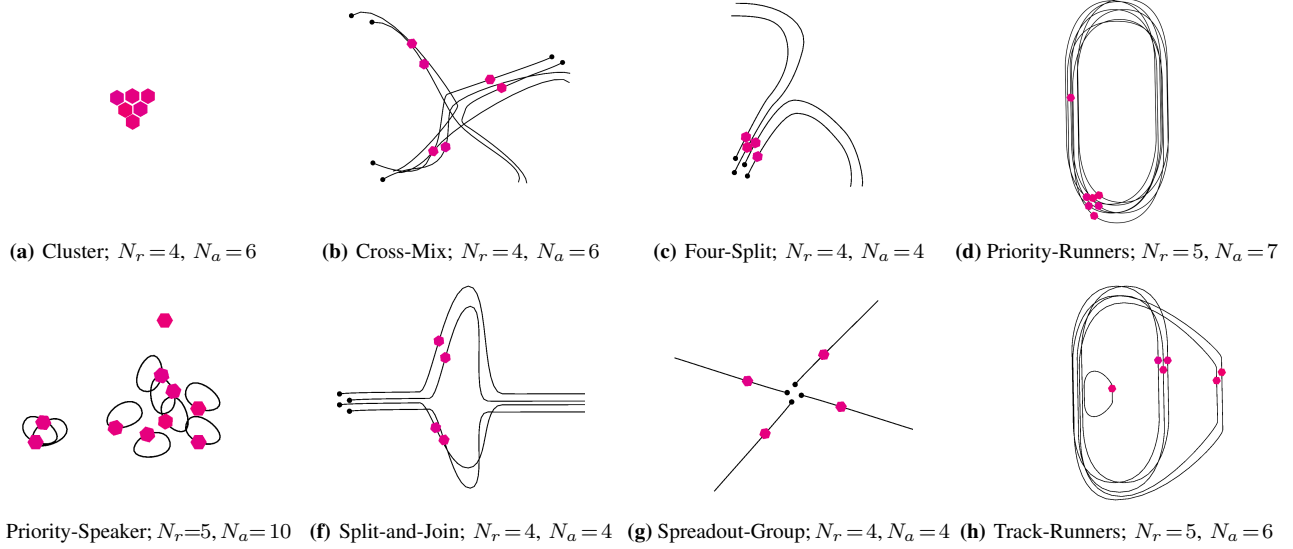 (a) Cluster; N_r = 4, N_a = 6
(b) Cross-Mix; N_r = 4, N_a = 6
(c) Four-Split; N_r = 4, N_a = 4
(d) Priority-Runners; N_r = 5, N_a = 7
Priority-Speaker; N_r=5, N_a=10
(f) Split-and-Join; N_r = 4, N_a = 4
(g) Spreadout-Group; N_r = 4, N_a = 4
(h) Track-Runners; N_r = 5, N_a = 6